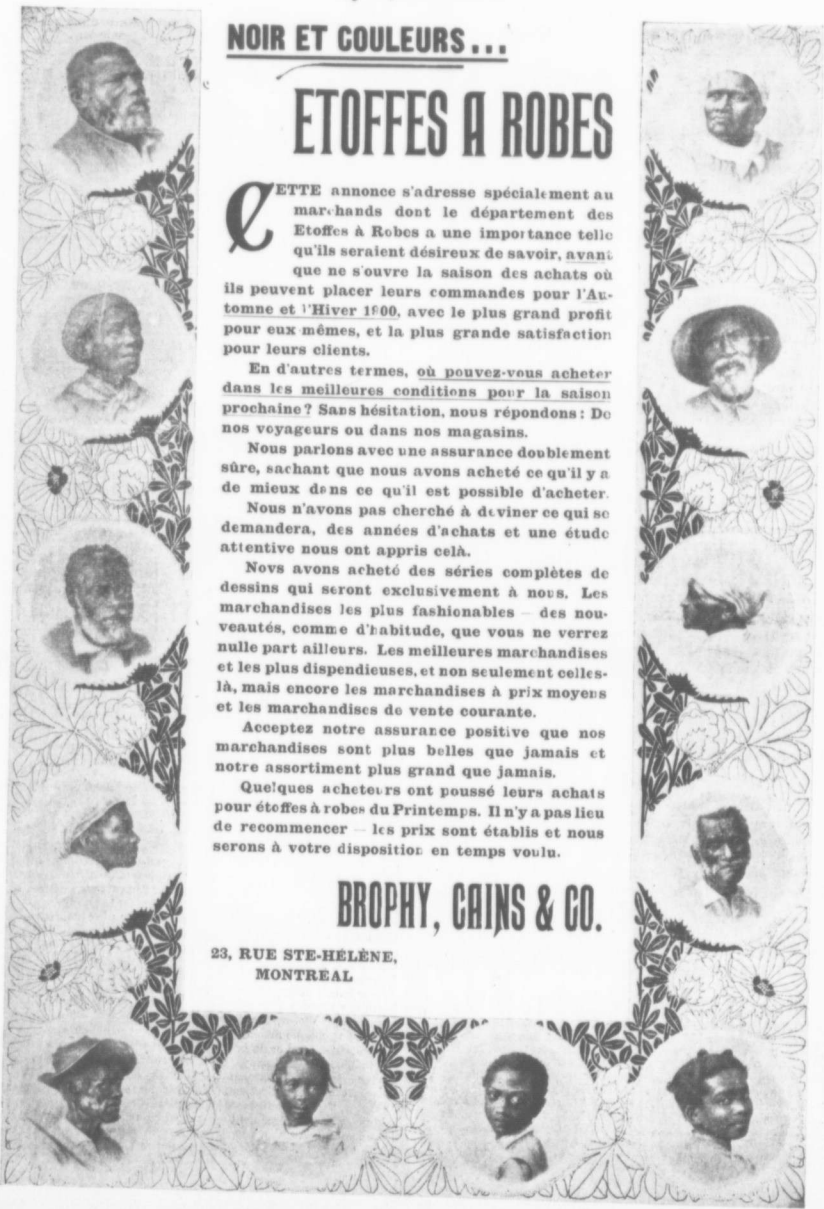 NOIR ET COULEURS...
ETOFFES A ROBES
CETTE annonce s'adresse spécialement au
marchands dont le département des
Etoffes à Robes a une importance telle
qu'ils seraient désireux de savoir, avant
que ne s'ouvre la saison des achats où
ils peuvent placer leurs commandes pour l'Au-
tomne et l'Hiver 1900, avec le plus grand profit
pour eux-mêmes, et la plus grande satisfaction
pour leurs clients.
En d'autres termes, où pouvez-vous acheter
dans les meilleures conditions pour la saison
prochaine? Sans hésitation, nous répondons: De
nos voyageurs ou dans nos magasins.
Nous parlons avec une assurance doublement
sûre, sachant que nous avons acheté ce qu'il y a
de mieux dans ce qu'il est possible d'acheter.
Nous n'avons pas cherché à deviner ce qui se
demandera, des années d'achats et une étude
attentive nous ont appris celà.
Novs avons acheté des séries complètes de
dessins qui seront exclusivement à nous. Les
marchandises les plus fashionables — des nou-
veautés, comme d'habitude, que vous ne verrez
nulle part ailleurs. Les meilleures marchandises
et les plus dispendieuses, et non seulement celles-
là, mais encore les marchandises à prix moyens
et les marchandises de vente courante.
Acceptez notre assurance positive que nos
marchandises sont plus belles que jamais et
notre assortiment plus grand que jamais.
Quelques acheteurs ont poussé leurs achats
pour étoffes à robes du Printemps. Il n'y a pas lieu
de recommencer — les prix sont établis et nous
serons à votre disposition en temps voulu.
BROPHY, CAINS & CO.
23, RUE STE-HÉLÈNE,
MONTREAL